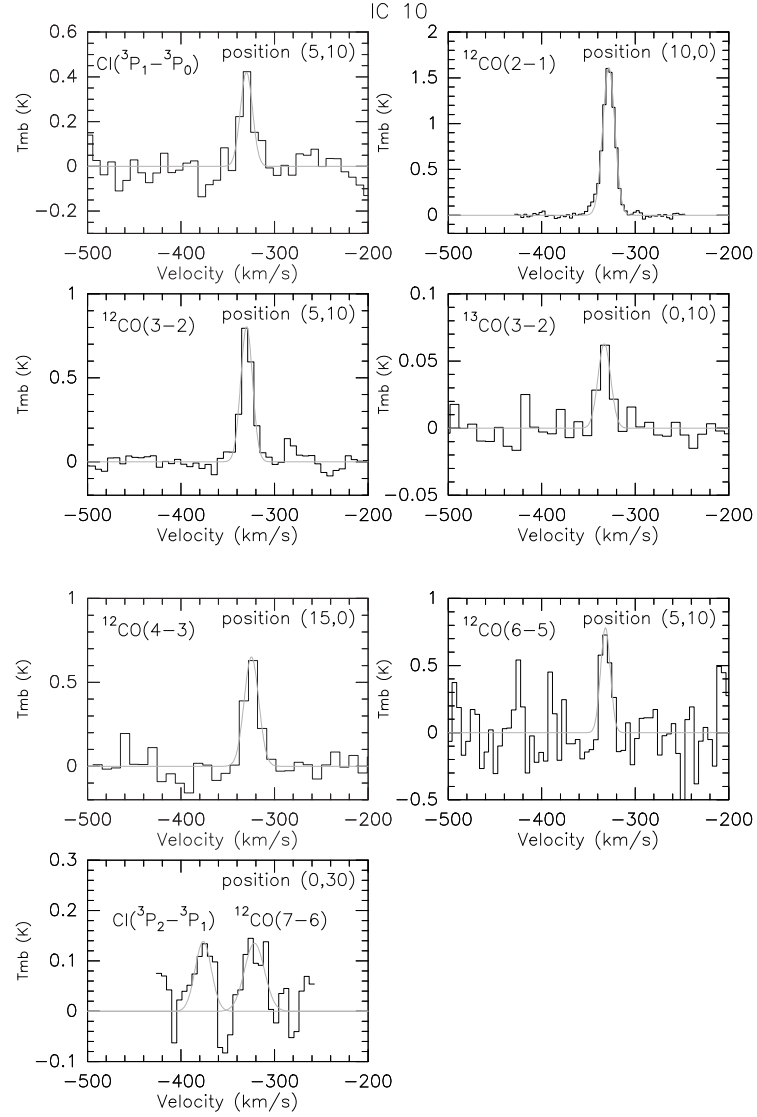 IC 10
CI(³P₁−³P₀) position (5,10)
Tmb (K)
0.6
0.4
0.2
0
−0.2
−500 −400 −300 −200
Velocity (km/s)
¹²CO(2−1) position (10,0)
Tmb (K)
2
1.5
1
0.5
0
−500 −400 −300 −200
Velocity (km/s)
¹²CO(3−2) position (5,10)
Tmb (K)
1
0.5
0
−500 −400 −300 −200
Velocity (km/s)
¹³CO(3−2) position (0,10)
Tmb (K)
0.1
0.05
0
−0.05
−500 −400 −300 −200
Velocity (km/s)
¹²CO(4−3) position (15,0)
Tmb (K)
1
0.5
0
−500 −400 −300 −200
Velocity (km/s)
¹²CO(6−5) position (5,10)
Tmb (K)
1
0.5
0
−0.5
−500 −400 −300 −200
Velocity (km/s)
position (0,30)
CI(³P₂−³P₁) ¹²CO(7−6)
Tmb (K)
0.3
0.2
0.1
0
−0.1
−500 −400 −300 −200
Velocity (km/s)